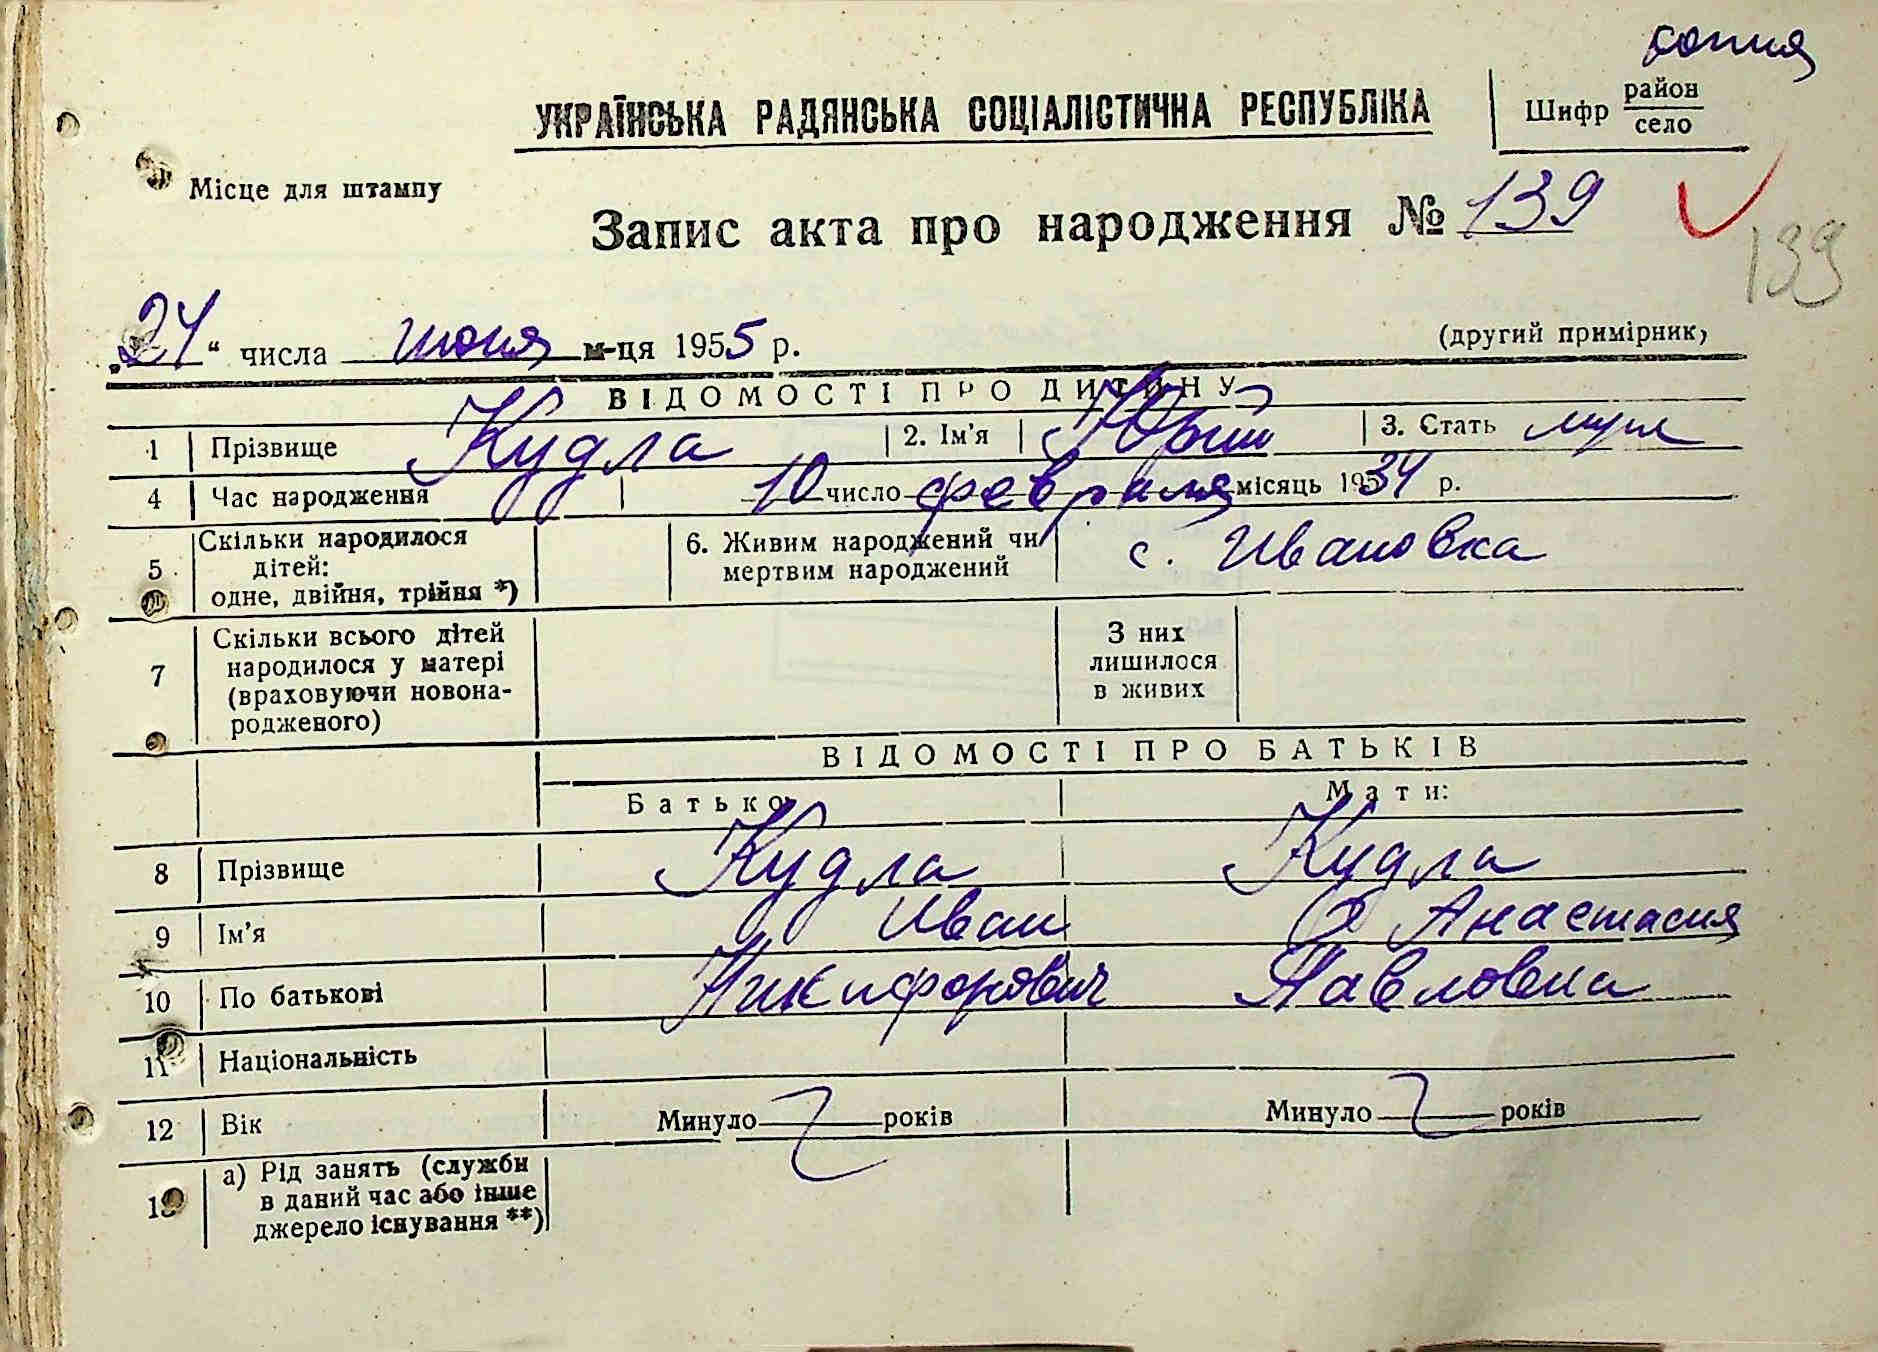 копия
УКРАЇНСЬКА РАДЯНСЬКА СОЦІАЛІСТИЧНА РЕСПУБЛІКА
Шифр район
село
Місце для штампу
Запис акта про народження № 139
139
„24“ числа июня м-ця 1955 р.
(другий примірник)
ВІДОМОСТІ ПРО ДИТИНУ
1 Прізвище Кудла 2. Ім'я Юрий 3. Стать муж
4 Час народження 10 число февраля місяць 1934 р.
5 Скільки народилося дітей: одне, двійня, трійня *) 6. Живим народжений чи мертвим народжений с. Ивановка
7 Скільки всього дітей народилося у матері (враховуючи новонародженого) З них лишилося в живих
ВІДОМОСТІ ПРО БАТЬКІВ
Батько Мати:
8 Прізвище Кудла Кудла
9 Ім'я Иван Анастасия
10 По батькові Никифорович Павловна
11 Національність
12 Вік Минуло років Минуло років
13 а) Рід занять (служби в даний час або інше джерело існування **)